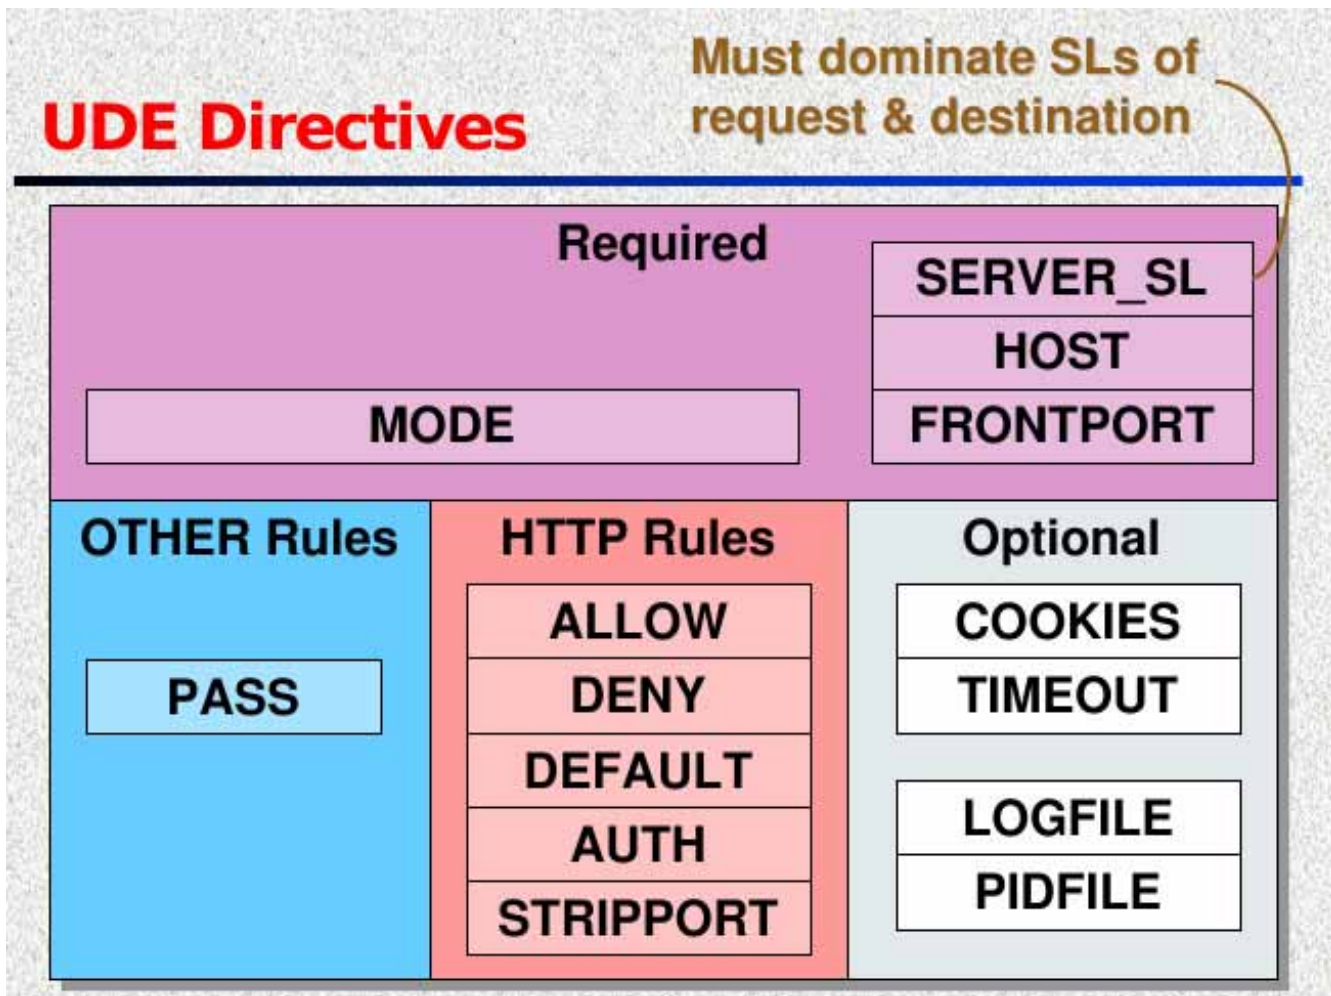 Must dominate SLs of
request & destination
UDE Directives
Required
SERVER_SL
HOST
MODE
FRONTPORT
OTHER Rules
PASS
HTTP Rules
ALLOW
DENY
DEFAULT
AUTH
STRIPPORT
Optional
COOKIES
TIMEOUT
LOGFILE
PIDFILE